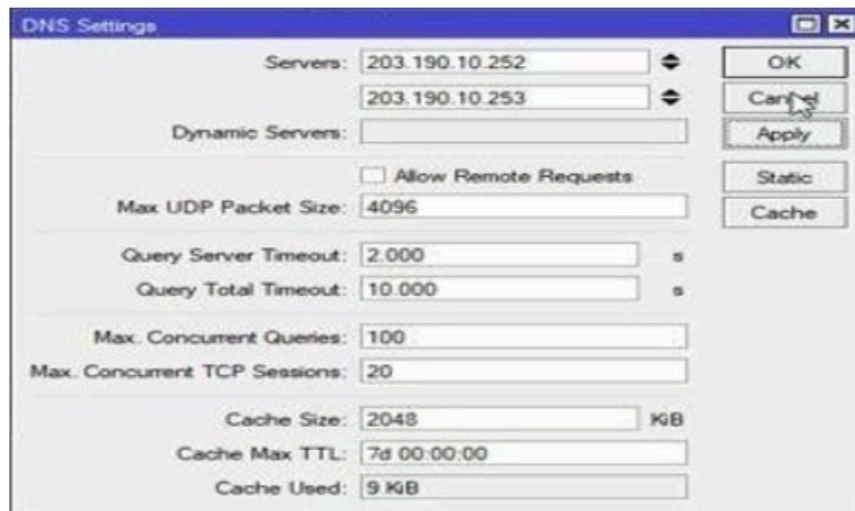 DNS Settings
Servers: 203.190.10.252 OK
203.190.10.253 Cancel
Dynamic Servers: Apply
Allow Remote Requests Static
Max UDP Packet Size: 4096 Cache
Query Server Timeout: 2.000 s
Query Total Timeout: 10.000 s
Max. Concurrent Queries: 100
Max. Concurrent TCP Sessions: 20
Cache Size: 2048 KiB
Cache Max TTL: 7d 00:00:00
Cache Used: 9 KiB